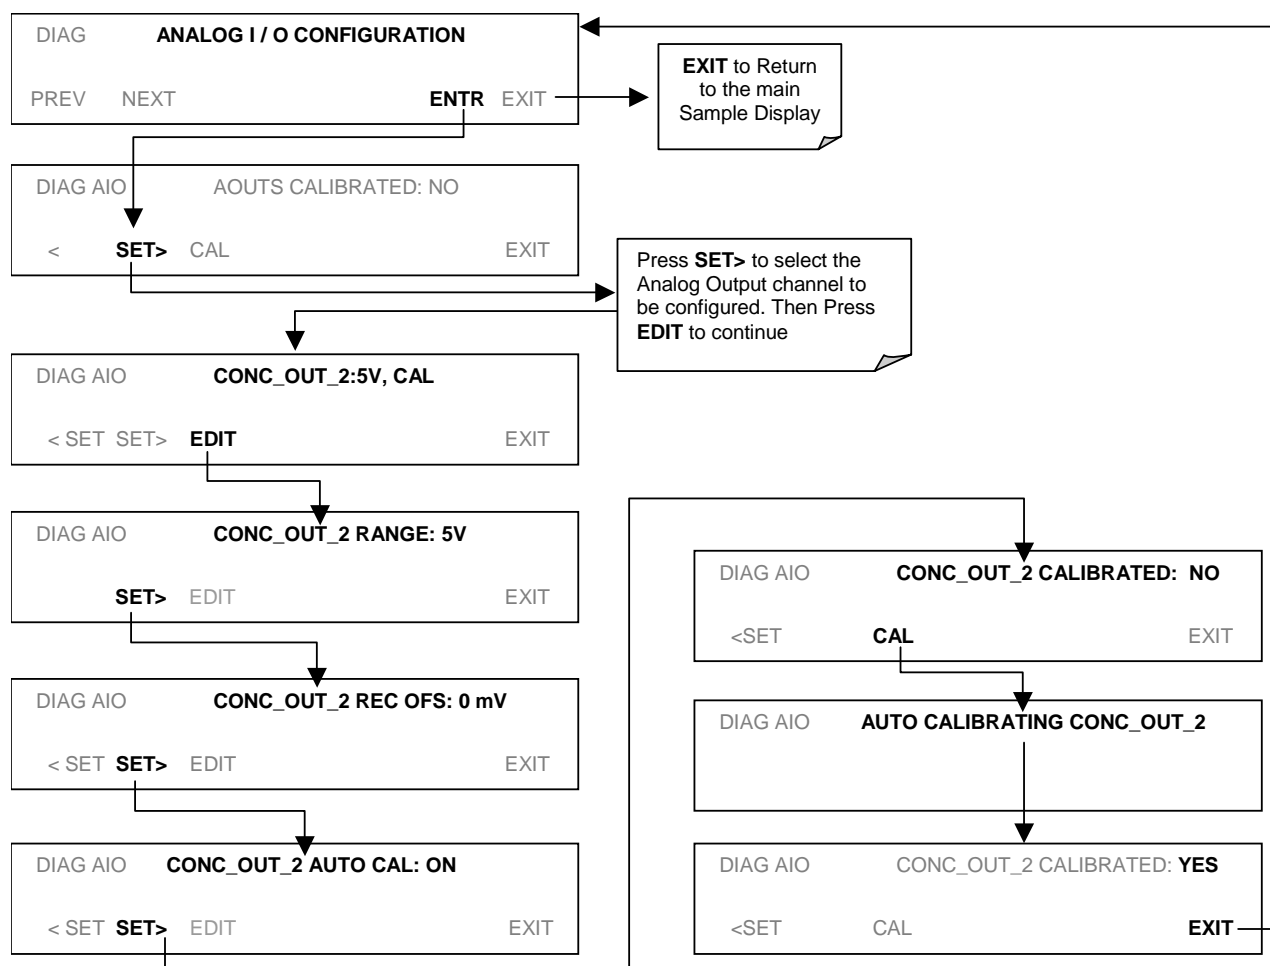 DIAG ANALOG I / O CONFIGURATION
PREV NEXT ENTR EXIT
EXIT to Return
to the main
Sample Display
DIAG AIO AOUTS CALIBRATED: NO
< SET> CAL EXIT
Press SET> to select the
Analog Output channel to
be configured. Then Press
EDIT to continue
DIAG AIO CONC_OUT_2:5V, CAL
< SET SET> EDIT EXIT
DIAG AIO CONC_OUT_2 RANGE: 5V
SET> EDIT EXIT
DIAG AIO CONC_OUT_2 REC OFS: 0 mV
< SET SET> EDIT EXIT
DIAG AIO CONC_OUT_2 AUTO CAL: ON
< SET SET> EDIT EXIT
DIAG AIO CONC_OUT_2 CALIBRATED: NO
<SET CAL EXIT
DIAG AIO AUTO CALIBRATING CONC_OUT_2
DIAG AIO CONC_OUT_2 CALIBRATED: YES
<SET CAL EXIT